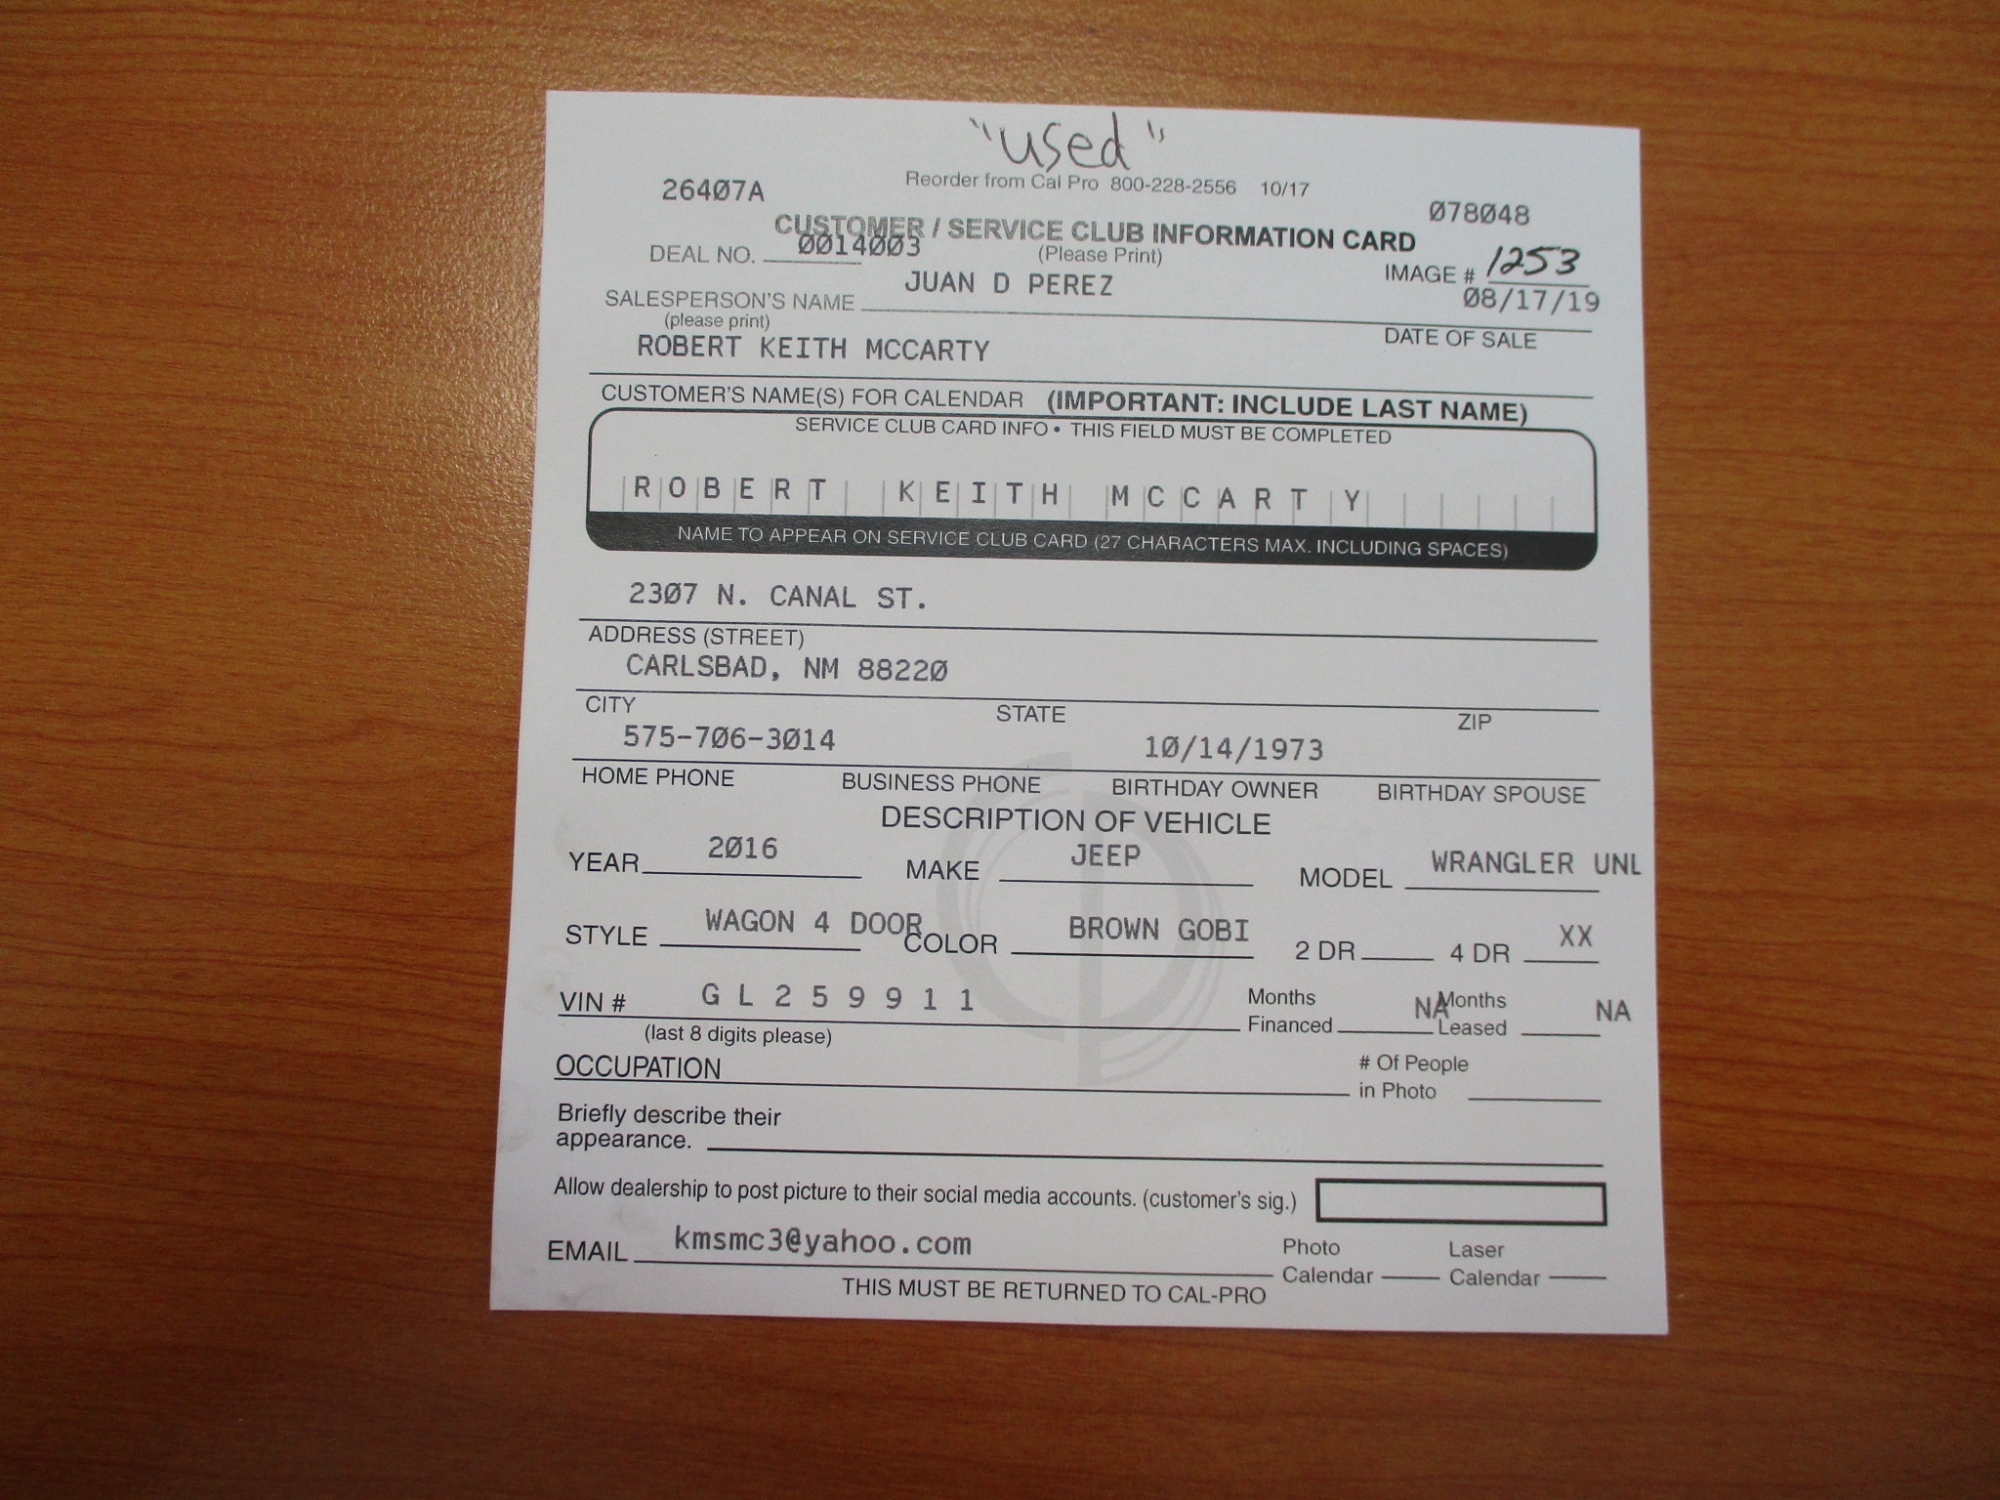 "used"
Reorder from Cal Pro 800-228-2556 10/17
26407A
078048
CUSTOMER / SERVICE CLUB INFORMATION CARD
DEAL NO. 0014003 (Please Print)
IMAGE # 1253
SALESPERSON'S NAME JUAN D PEREZ 08/17/19
(please print) DATE OF SALE
ROBERT KEITH MCCARTY
CUSTOMER'S NAME(S) FOR CALENDAR (IMPORTANT: INCLUDE LAST NAME)
SERVICE CLUB CARD INFO • THIS FIELD MUST BE COMPLETED
ROBERT KEITH MCCARTY
NAME TO APPEAR ON SERVICE CLUB CARD (27 CHARACTERS MAX. INCLUDING SPACES)
2307 N. CANAL ST.
ADDRESS (STREET)
CARLSBAD, NM 88220
CITY STATE ZIP
575-706-3014 10/14/1973
HOME PHONE BUSINESS PHONE BIRTHDAY OWNER BIRTHDAY SPOUSE
DESCRIPTION OF VEHICLE
YEAR 2016 MAKE JEEP MODEL WRANGLER UNL
STYLE WAGON 4 DOOR COLOR BROWN GOBI 2 DR 4 DR XX
VIN # GL259911 Months Financed NA Months Leased NA
(last 8 digits please)
OCCUPATION # Of People in Photo
Briefly describe their
appearance.
Allow dealership to post picture to their social media accounts. (customer's sig.)
EMAIL kmsmc3@yahoo.com Photo Calendar Laser Calendar
THIS MUST BE RETURNED TO CAL-PRO